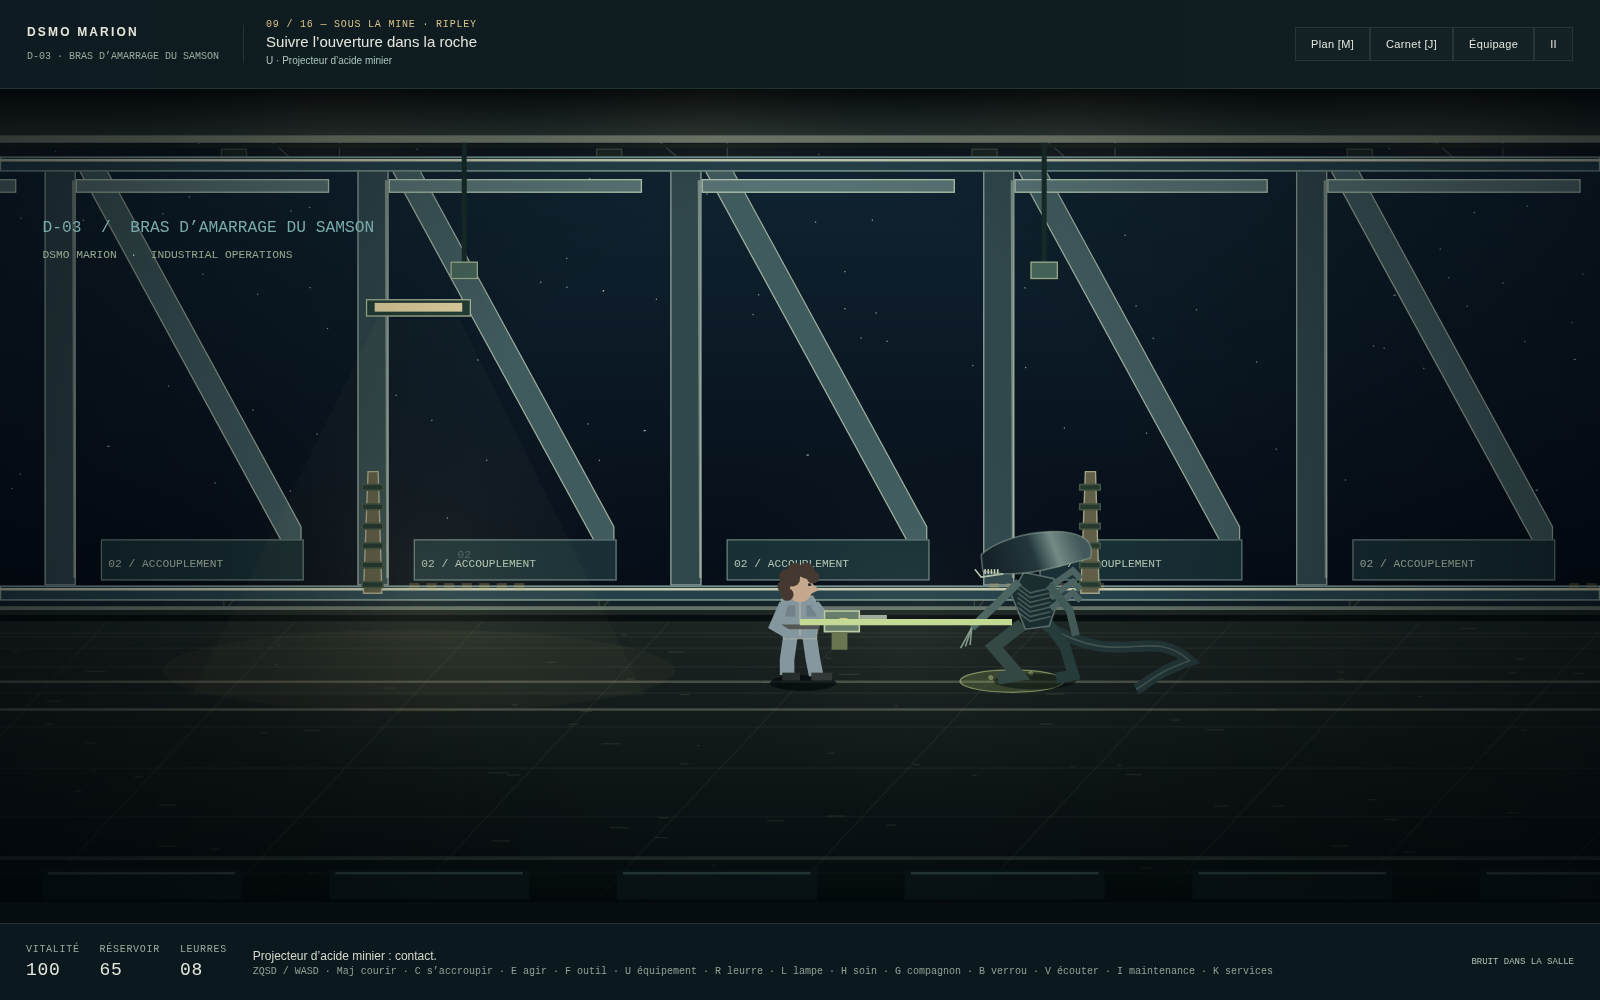 DSMO MARION
D-03 · BRAS D’AMARRAGE DU SAMSON
09 / 16 — SOUS LA MINE · RIPLEY
Suivre l’ouverture dans la roche
U · Projecteur d’acide minier
Plan [M]
Carnet [J]
Équipage
II
D-03 / BRAS D’AMARRAGE DU SAMSON
DSMO MARION · INDUSTRIAL OPERATIONS
02
02 / ACCOUPLEMENT
02 / ACCOUPLEMENT
02 / ACCOUPLEMENT
OUPLEMENT
02 / ACCOUPLEMENT
VITALITÉ
100
RÉSERVOIR
65
LEURRES
08
Projecteur d’acide minier : contact.
ZQSD / WASD · Maj courir · C s’accroupir · E agir · F outil · U équipement · R leurre · L lampe · H soin · G compagnon · B verrou · V écouter · I maintenance · K services
BRUIT DANS LA SALLE